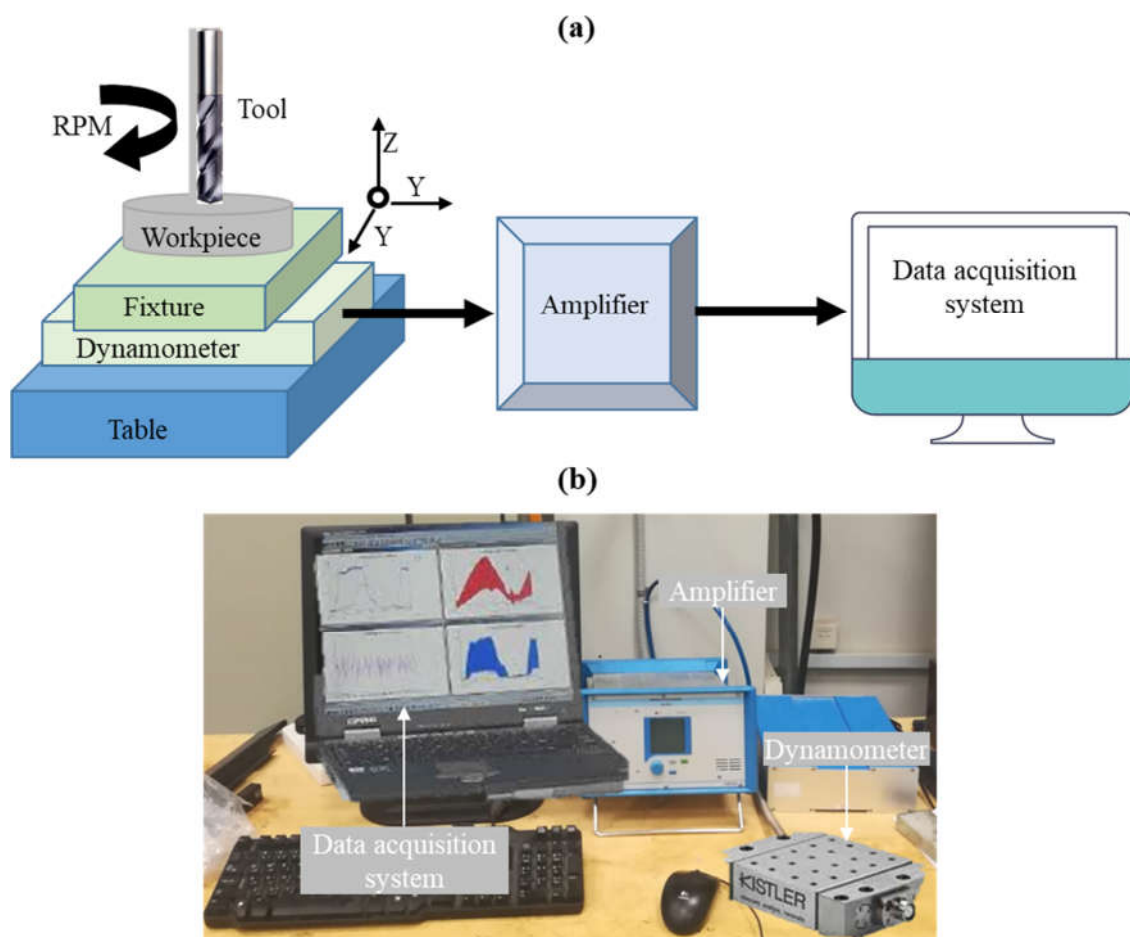 (a)
RPM
Tool
Z
Y
Y
Workpiece
Fixture
Dynamometer
Table
Amplifier
Data acquisition
system
(b)
Amplifier
Dynamometer
Data acquisition
system
KISTLER